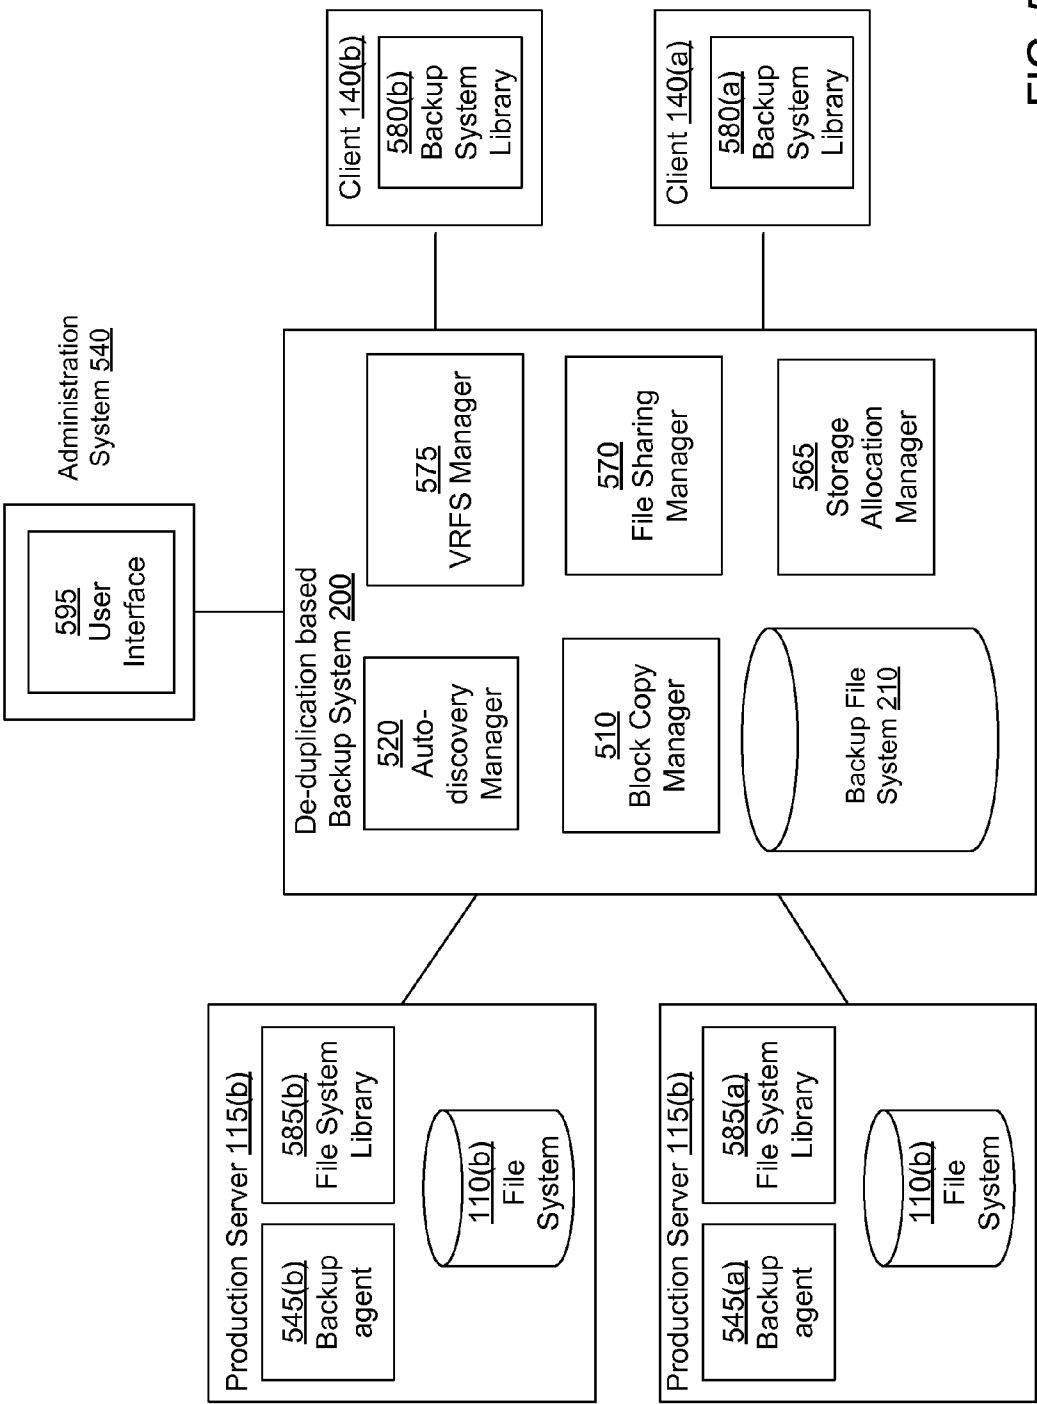 Administration
System 540
595
User
Interface
De-duplication based
Backup System 200
520
Auto-
discovery
Manager
575
VRFS Manager
510
Block Copy
Manager
570
File Sharing
Manager
Backup File
System 210
565
Storage
Allocation
Manager
Production Server 115(b)
545(b)
Backup
agent
585(b)
File System
Library
110(b)
File
System
Production Server 115(b)
545(a)
Backup
agent
585(a)
File System
Library
110(b)
File
System
Client 140(b)
580(b)
Backup
System
Library
Client 140(a)
580(a)
Backup
System
Library
FIG.